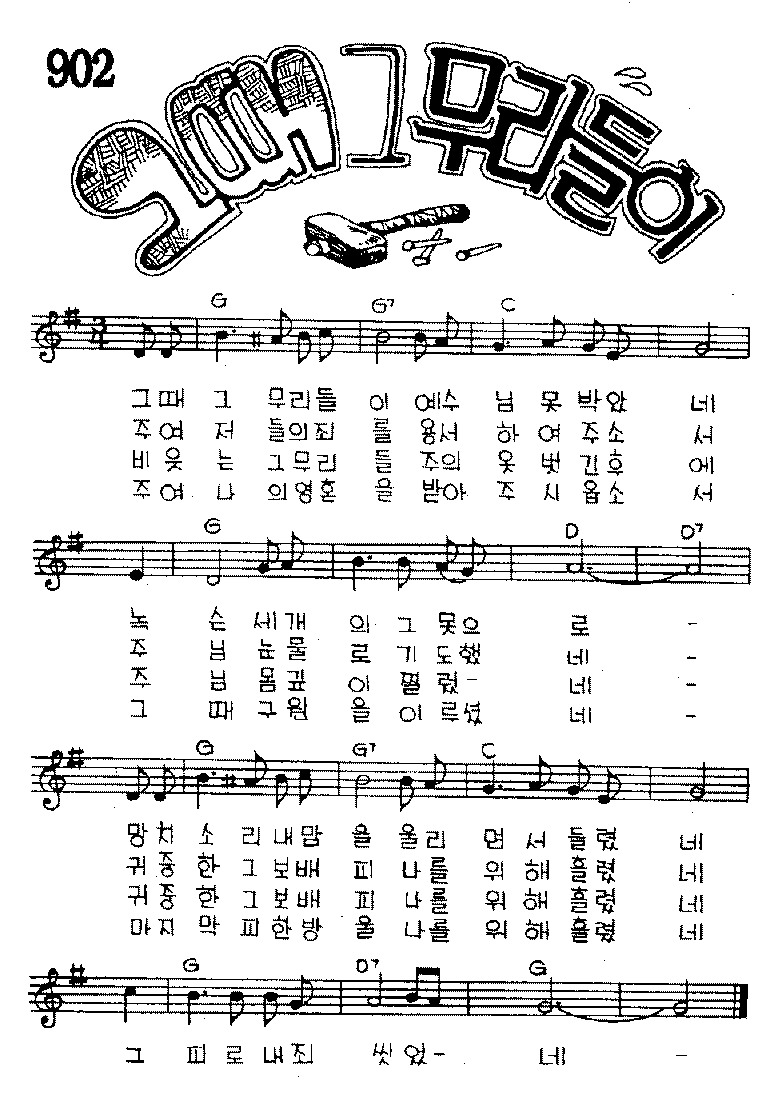 902
그때 그 무리들이
G G7 C
3/4
그때 그 무리들 이 예수 님 못 박았 네
주여 저 들의죄 를 용서 하 여 주소 서
비웃 는 그무리 들 주의 옷 벗 긴후 에
주여 나 의영혼 을 받아 주 시 옵소 서
G D D7
녹 슨 세개 의 그 못으 로 -
주 님 눈물 로 기 도했 네 -
주 님 몸깊 이 찔 렸- 네 -
그 때 구원 을 이 루셨 네 -
G G7 C
망치 소 리 내맘 을 울리 면 서 들렸 네
귀중 한 그 보배 피 나를 위 해 흘렸 네
귀중 한 그 보배 피 나를 위 해 흘렸 네
마지 막 피 한방 울 나를 위 해 흘렸 네
G D7 G
그 피 로 내 죄 씻 었- 네 -